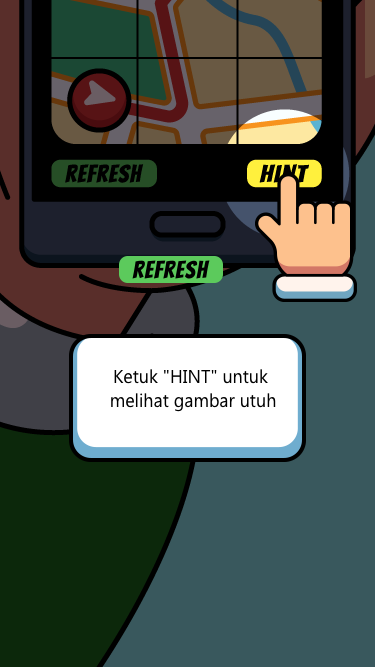 REFRESH
HINT
REFRESH
Ketuk "HINT" untuk
melihat gambar utuh